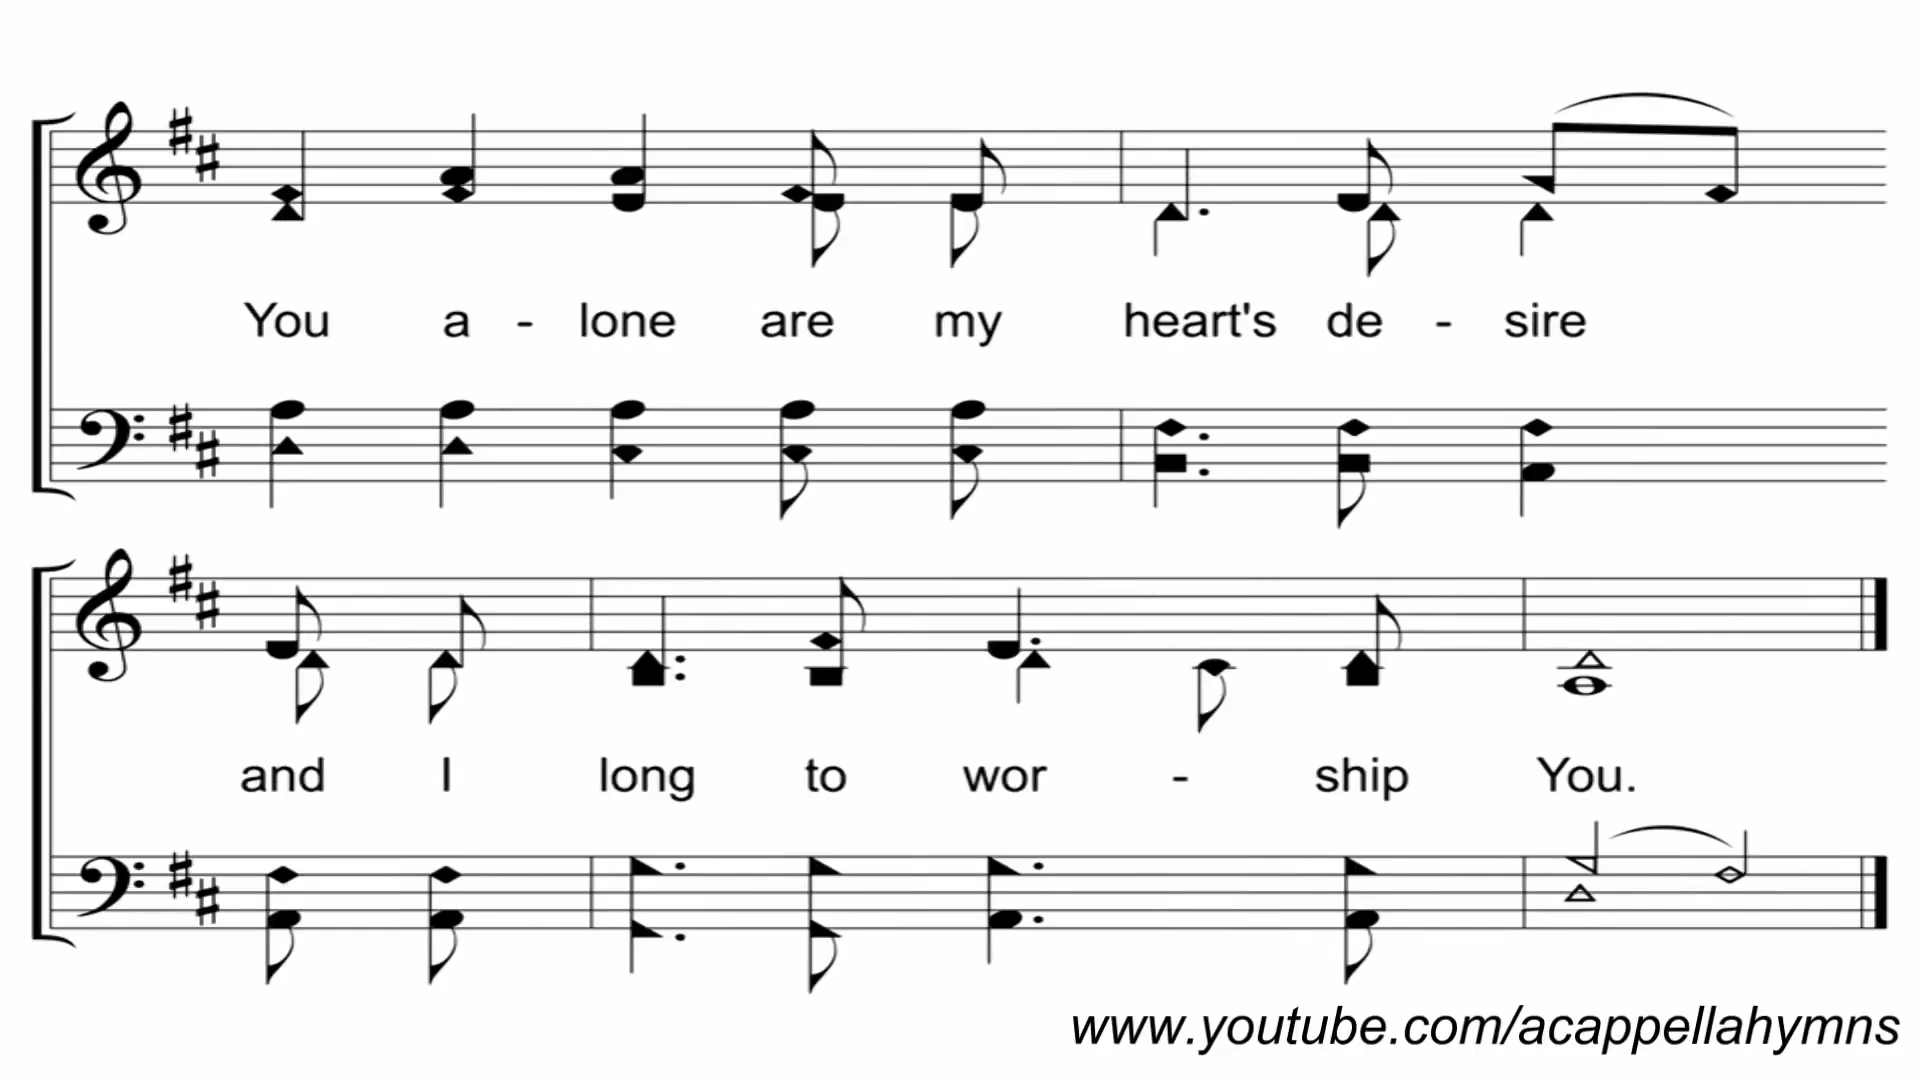 You a - lone are my heart's de - sire
and I long to wor - ship You.
www.youtube.com/acappellahymns